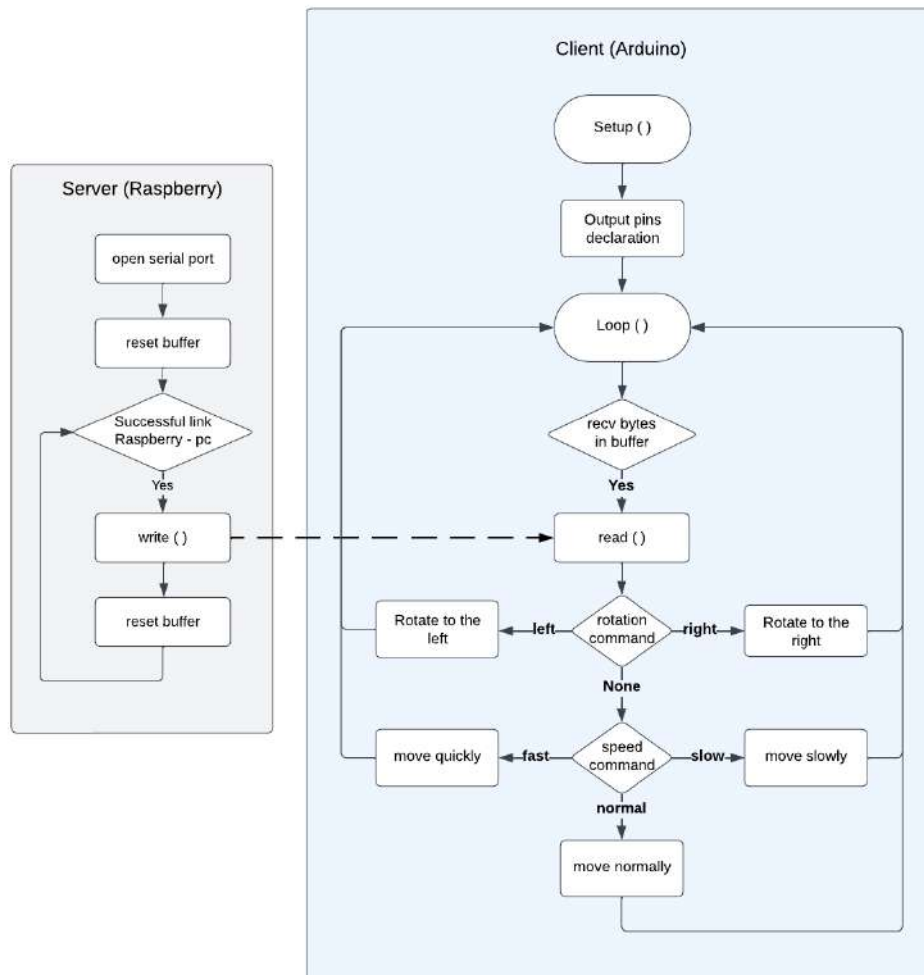 Client (Arduino)
Setup ( )
Output pins
declaration
Loop ( )
recv bytes
in buffer
Yes
read ( )
rotation
command
left
Rotate to the
left
right
Rotate to the
right
None
speed
command
fast
move quickly
slow
move slowly
normal
move normally
Server (Raspberry)
open serial port
reset buffer
Successful link
Raspberry - pc
Yes
write ( )
reset buffer